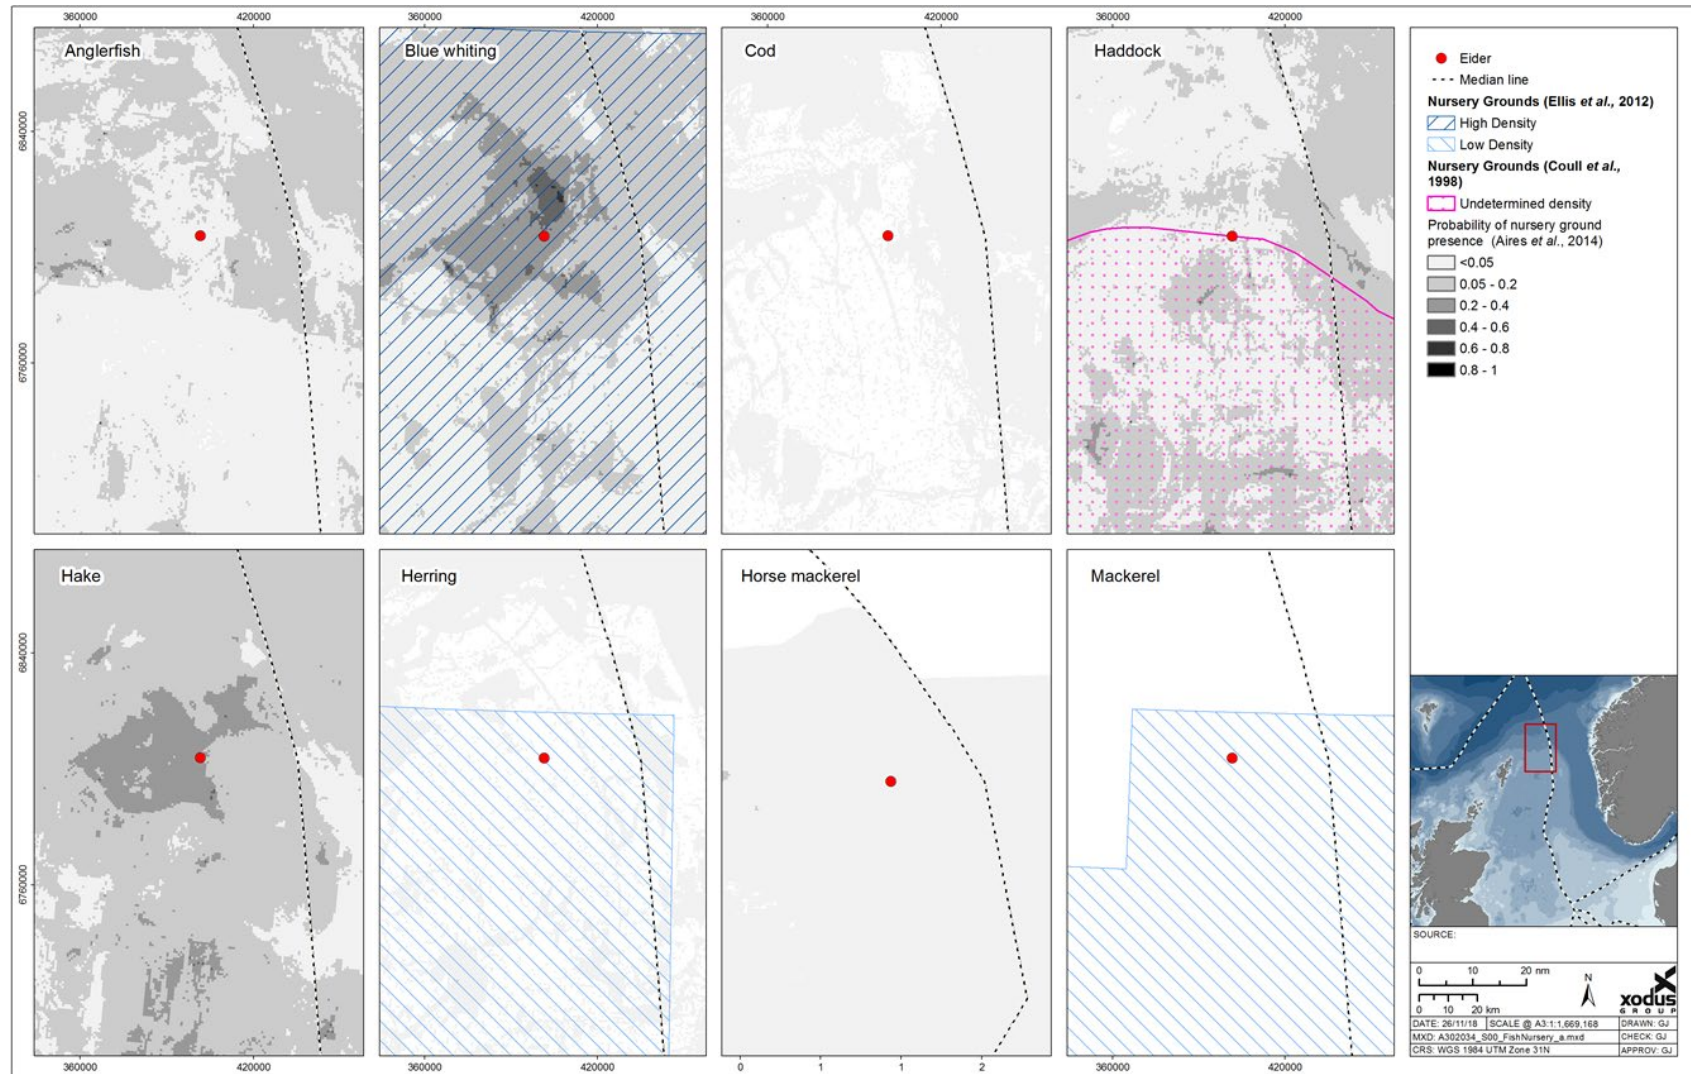 360000 420000 360000 420000 360000 420000 360000 420000
Anglerfish
Blue whiting
Cod
Haddock
6840000
6760000
Hake
Herring
Horse mackerel
Mackerel
6840000
6760000
360000 420000 360000 420000 0 1 1 2 360000 420000
Eider
Median line
Nursery Grounds (Ellis et al., 2012)
High Density
Low Density
Nursery Grounds (Coull et al.,
1998)
Undetermined density
Probability of nursery ground
presence (Aires et al., 2014)
<0.05
0.05 - 0.2
0.2 - 0.4
0.4 - 0.6
0.6 - 0.8
0.8 - 1
SOURCE:
0 10 20 nm
0 10 20 km
N
xodus
GROUP
DATE: 26/11/18 SCALE @ A3:1:1,669,168 DRAWN: GJ
MXD: A302034_S00_FishNursery_a.mxd CHECK: GJ
CRS: WGS 1984 UTM Zone 31N APPROV: GJ